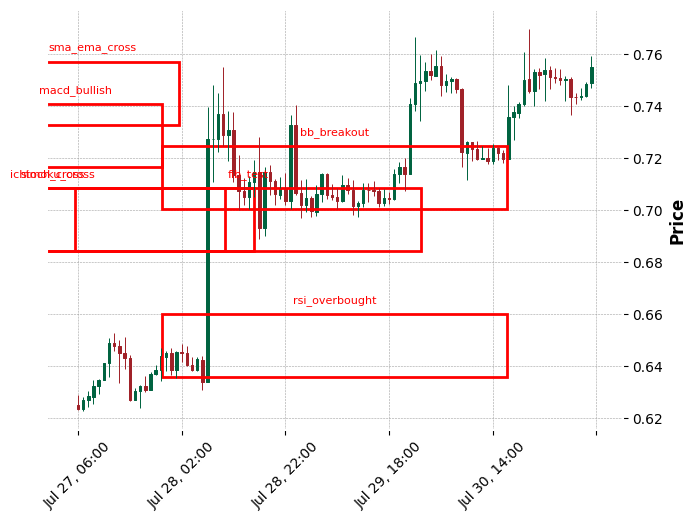 sma_ema_cross
macd_bullish
bb_breakout
rsi_overbought
0.76
0.74
0.72
0.70
0.68
0.66
0.64
0.62
Price
Jul 27, 06:00
Jul 28, 02:00
Jul 28, 22:00
Jul 29, 18:00
Jul 30, 14:00